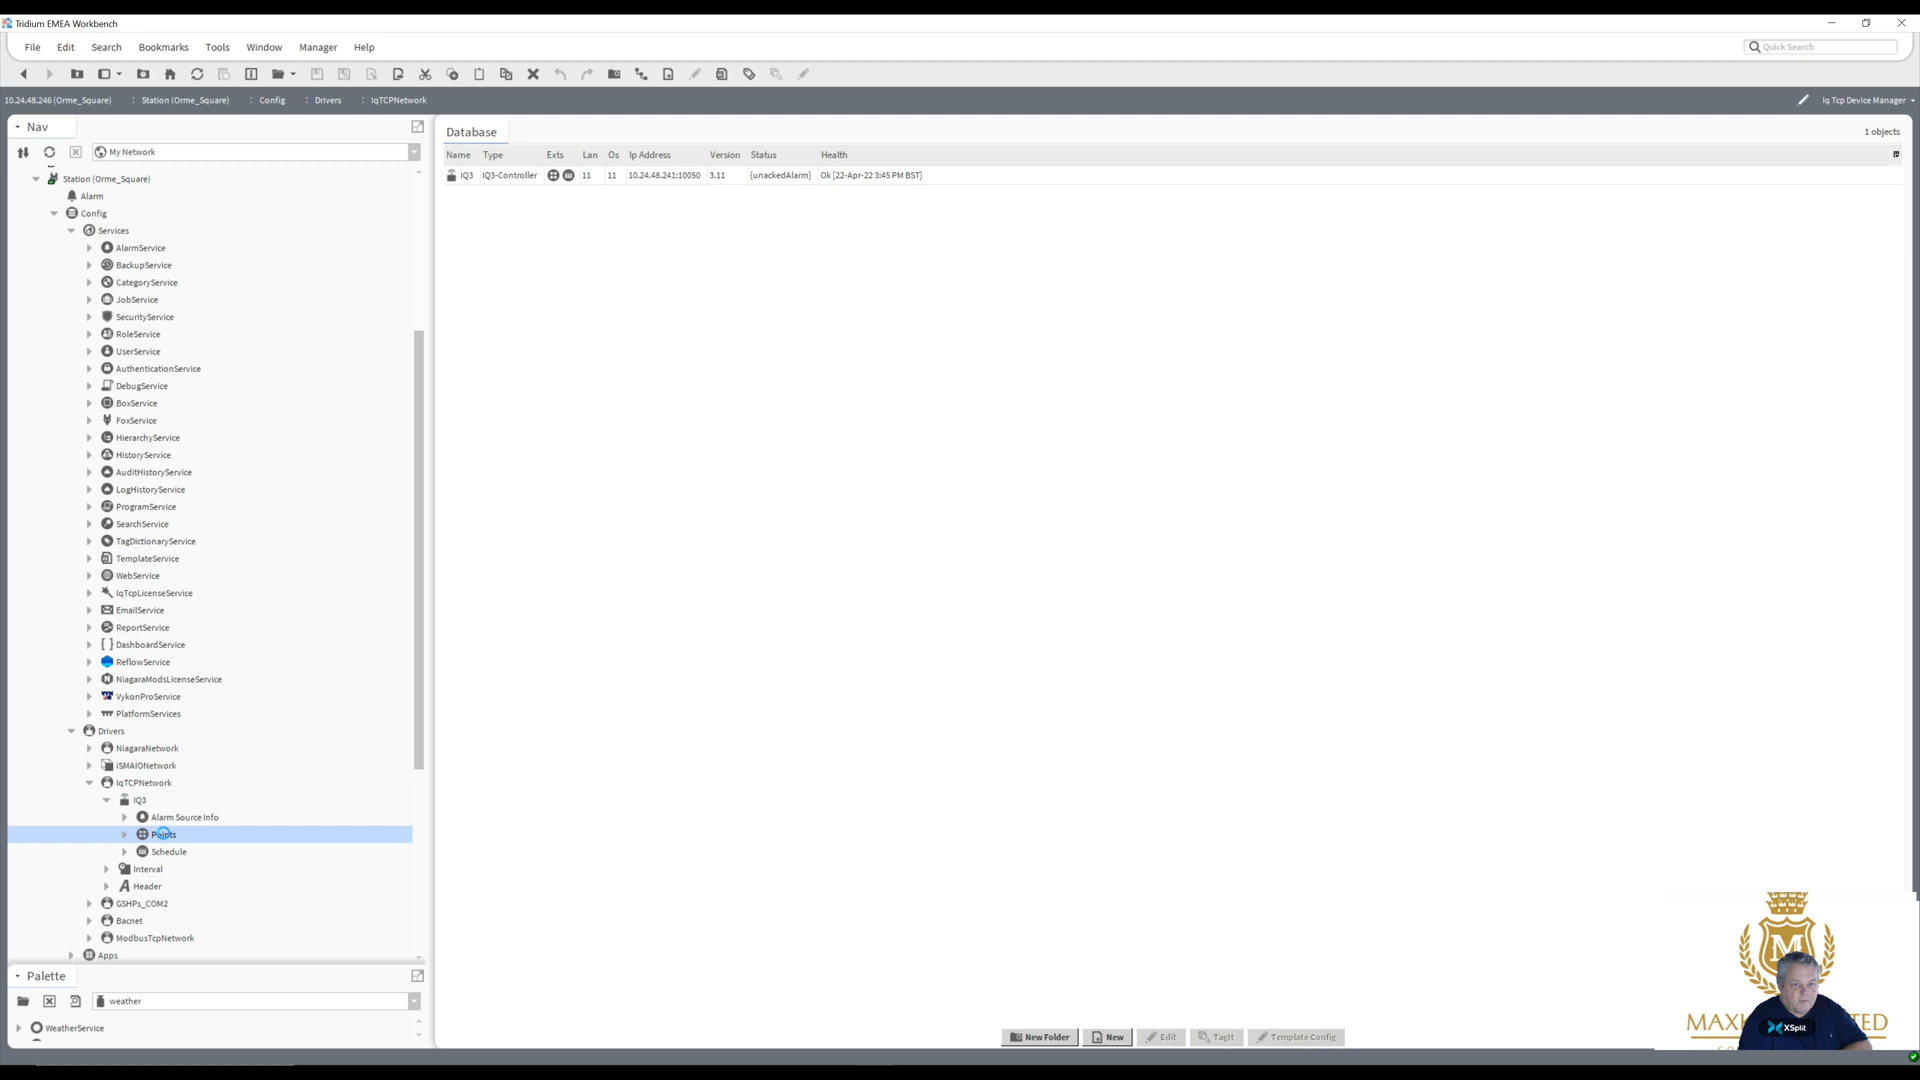 Tridium EMEA Workbench
File Edit Search Bookmarks Tools Window Manager Help
Quick Search
10.24.48.246 (Orme_Square) : Station (Orme_Square) : Config : Drivers : IqTCPNetwork
Iq Tcp Device Manager
Nav
My Network
Station (Orme_Square)
Alarm
Config
Services
AlarmService
BackupService
CategoryService
JobService
SecurityService
RoleService
UserService
AuthenticationService
DebugService
BoxService
FoxService
HierarchyService
HistoryService
AuditHistoryService
LogHistoryService
ProgramService
SearchService
TagDictionaryService
TemplateService
WebService
IqTcpLicenseService
EmailService
ReportService
DashboardService
ReflowService
NiagaraModsLicenseService
VykonProService
PlatformServices
Drivers
NiagaraNetwork
iSMAIONetwork
IqTCPNetwork
IQ3
Alarm Source Info
Points
Schedule
Interval
Header
GSHPs_COM2
Bacnet
ModbusTcpNetwork
Apps
Palette
weather
WeatherService
Database
1 objects
Name Type Exts Lan Os Ip Address Version Status Health
IQ3 IQ3-Controller 11 11 10.24.48.241:10050 3.11 {unackedAlarm} Ok [22-Apr-22 3:45 PM BST]
New Folder New Edit TagIt Template Config
M
XSplit